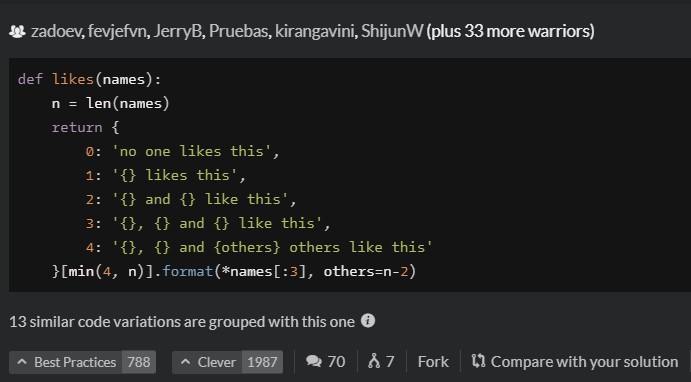 zadoev, fevjefvn, JerryB, Pruebas, kirangavini, ShijunW (plus 33 more warriors)
def likes(names):
    n = len(names)
    return {
        0: 'no one likes this',
        1: '{} likes this',
        2: '{} and {} like this',
        3: '{}, {} and {} like this',
        4: '{}, {} and {others} others like this'
    }[min(4, n)].format(*names[:3], others=n-2)
13 similar code variations are grouped with this one
Best Practices 788 Clever 1987 70 7 Fork Compare with your solution